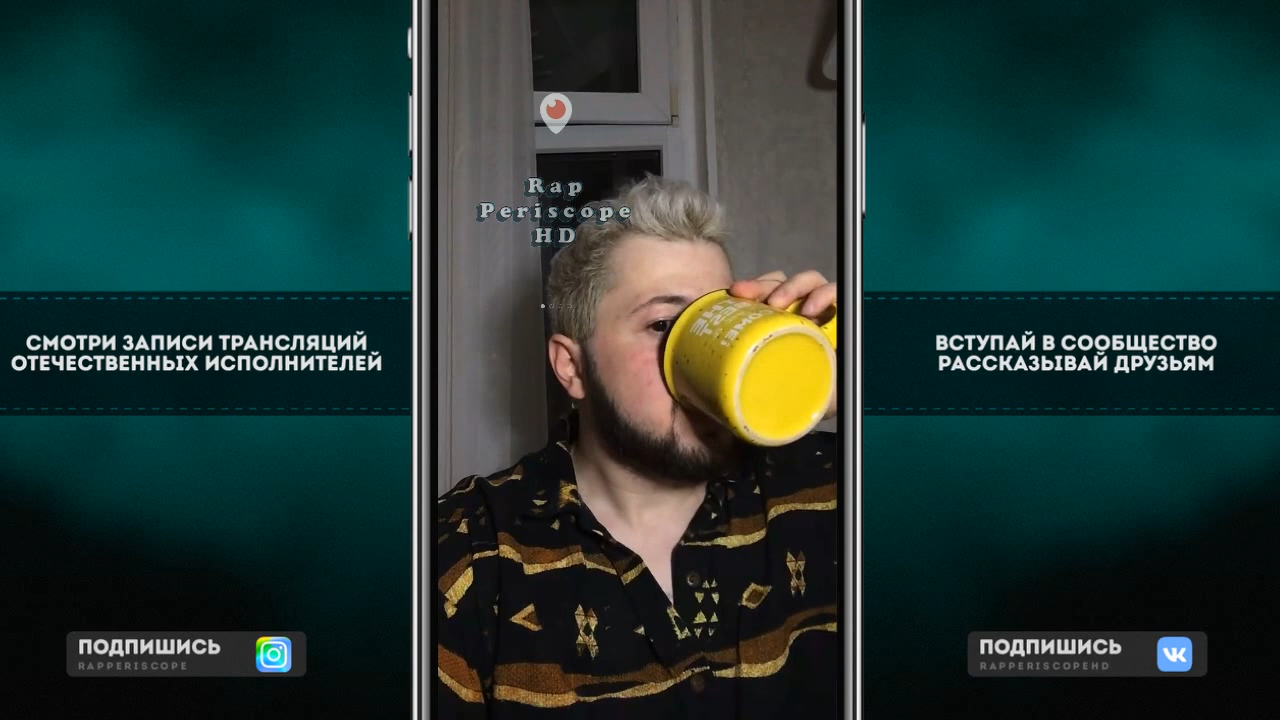 Rap
Periscope
HD
СМОТРИ ЗАПИСИ ТРАНСЛЯЦИЙ
ОТЕЧЕСТВЕННЫХ ИСПОЛНИТЕЛЕЙ
ВСТУПАЙ В СООБЩЕСТВО
РАССКАЗЫВАЙ ДРУЗЬЯМ
ПОДПИШИСЬ
RAPPERISCOPE
ПОДПИШИСЬ
RAPPERISCOPEHD